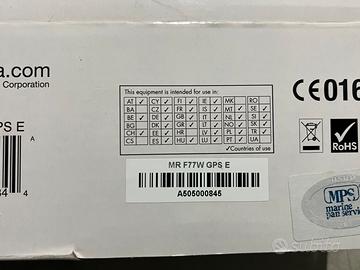 a.com
Corporation
PS E
A
4
This equipment is intended for use in:
AT ✓ CY ✓ FI ✓ IE ✓ MK RO
BA CZ ✓ FR ✓ IS MT ✓ SE ✓
BE ✓ DE ✓ GB ✓ IT ✓ NL ✓ SI ✓
BG DK ✓ GR ✓ LT ✓ NO SK ✓
CH EE ✓ HR LU ✓ PL ✓ TR
CS ES ✓ HU ✓ LV ✓ PT ✓ UA
✓Countries of use
MR F77W GPS E
A505000845
CE016
RoHS
MPS
marine
pan service
subito